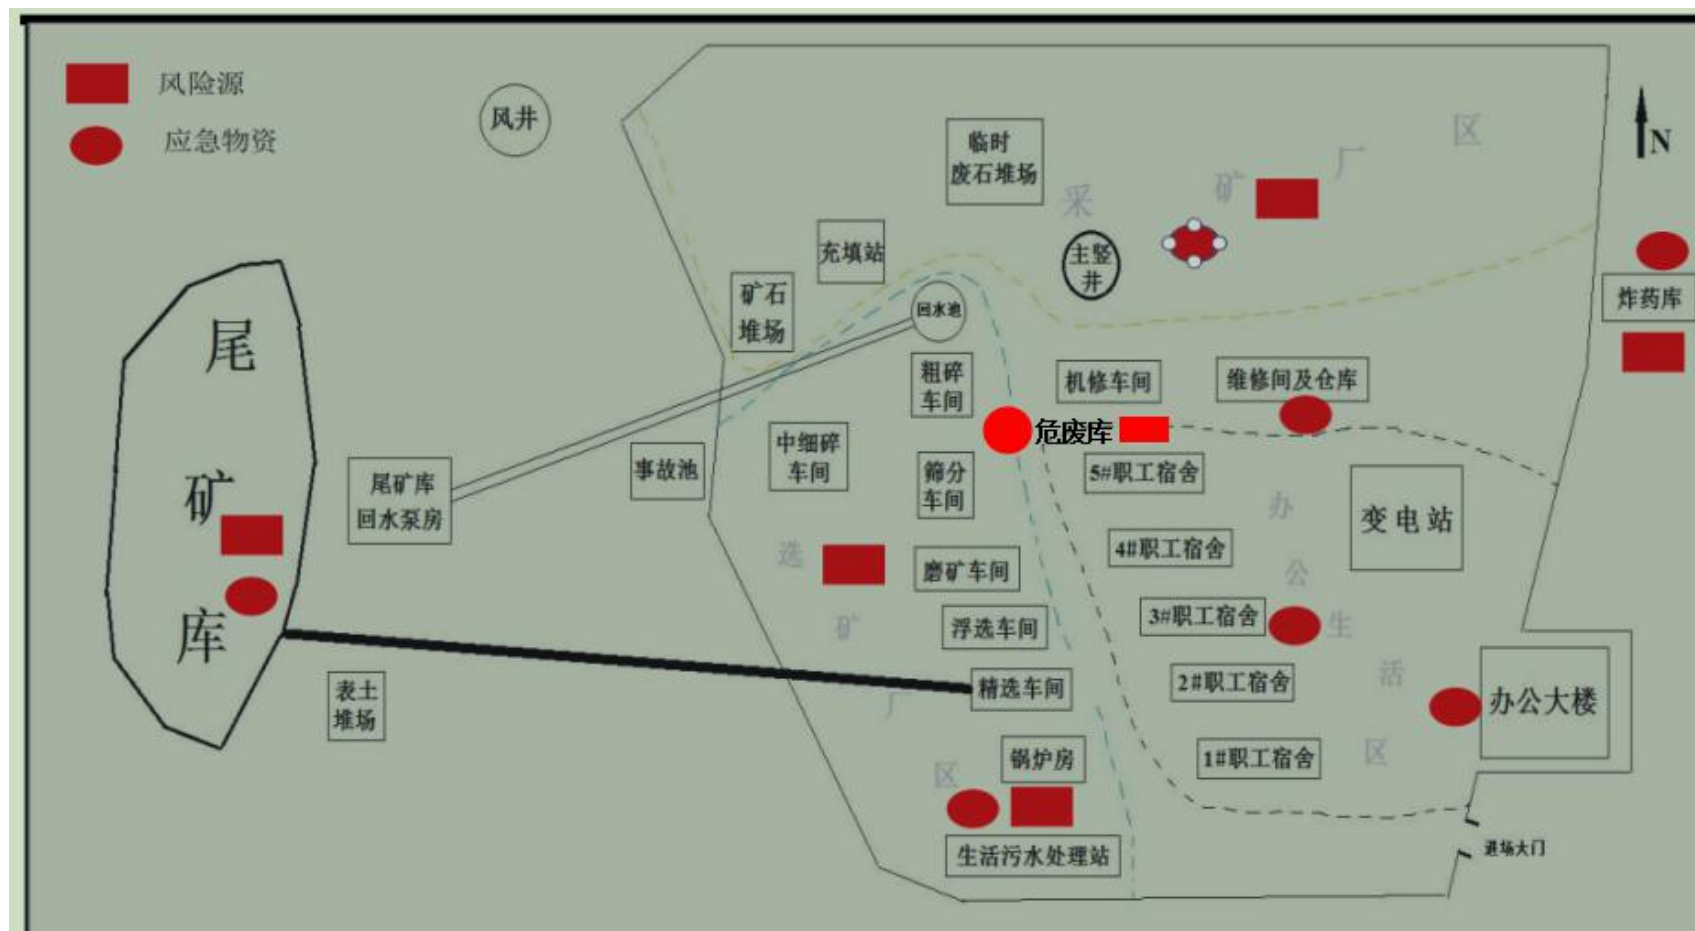 风险源
应急物资
风井
临时
废石堆场
采矿厂区
N
充填站
主竖
井
炸药库
矿石
堆场
回水池
尾矿库
粗碎
车间
机修车间
维修间及仓库
危废库
中细碎
车间
事故池
筛分
车间
5#职工宿舍
尾矿库
回水泵房
变电站
办公生活区
4#职工宿舍
选矿厂区
磨矿车间
浮选车间
3#职工宿舍
精选车间
2#职工宿舍
办公大楼
表土
堆场
锅炉房
1#职工宿舍
生活污水处理站
进场大门